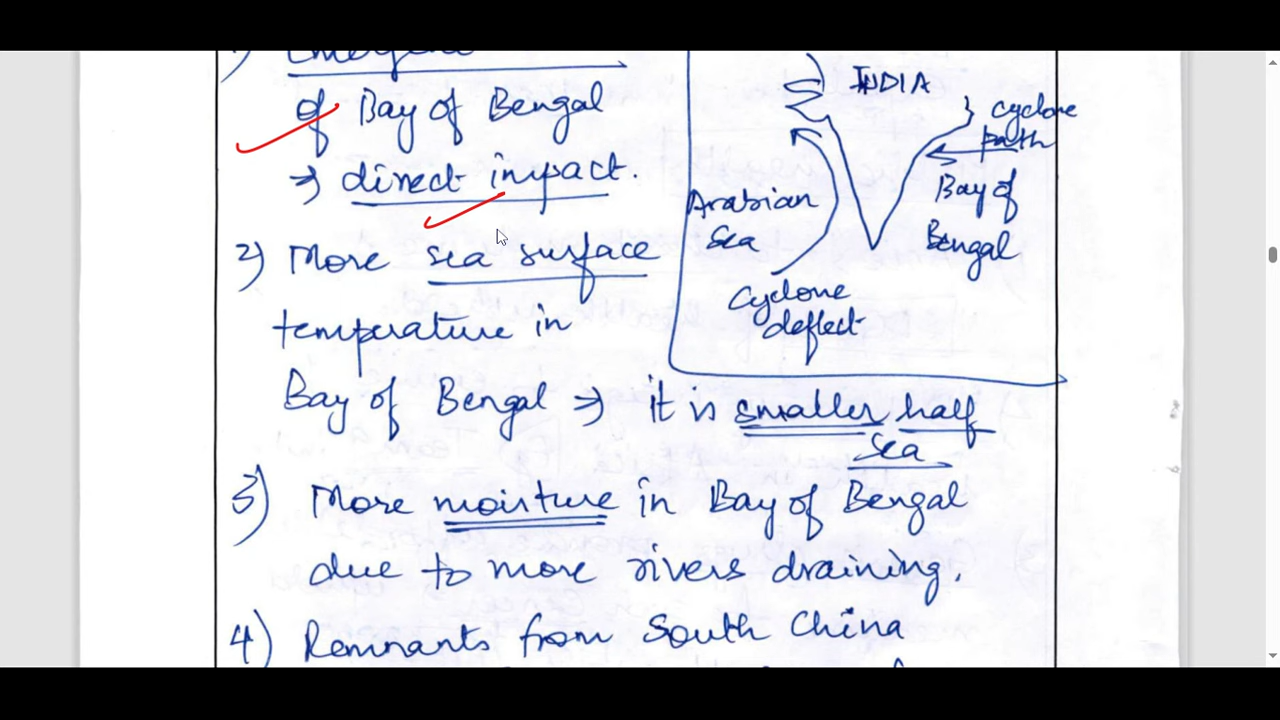 of Bay of Bengal
→ direct impact.
2) More sea surface
temperature in
Bay of Bengal → it is smaller half
sea
3) More moisture in Bay of Bengal
due to more rivers draining.
4) Remnants from South China
INDIA
cyclone
path
Arabian
Sea
Bay of
Bengal
Cyclone
deflect